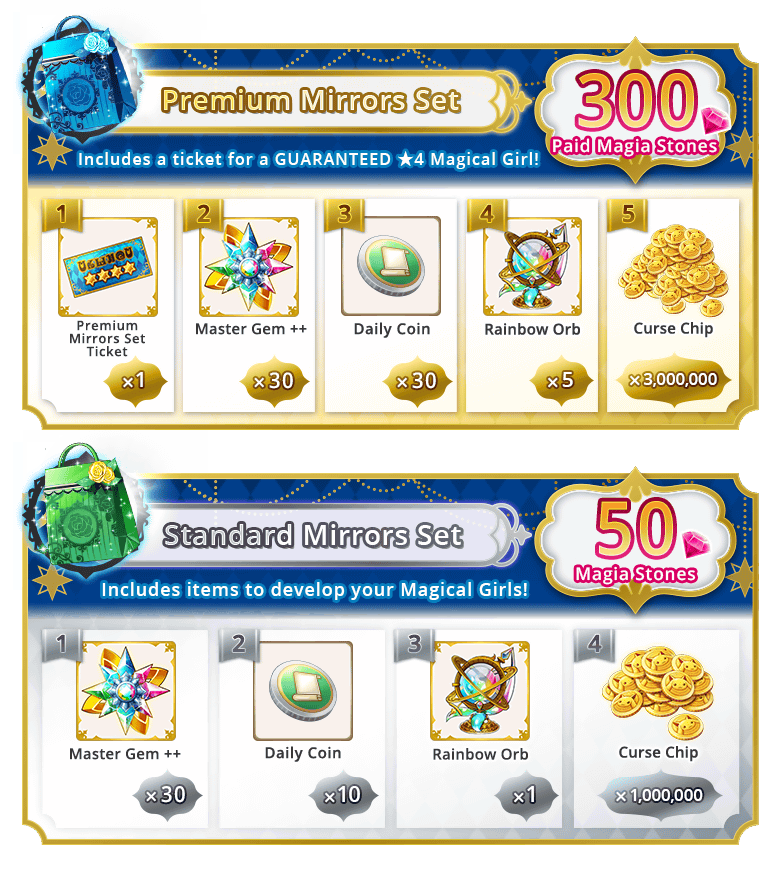 Premium Mirrors Set
300
Paid Magia Stones
Includes a ticket for a GUARANTEED ★4 Magical Girl!
1
2
3
4
5
Premium
Mirrors Set
Ticket
Master Gem ++
Daily Coin
Rainbow Orb
Curse Chip
×1
×30
×30
×5
×3,000,000
Standard Mirrors Set
50
Magia Stones
Includes items to develop your Magical Girls!
1
2
3
4
Master Gem ++
Daily Coin
Rainbow Orb
Curse Chip
×30
×10
×1
×1,000,000